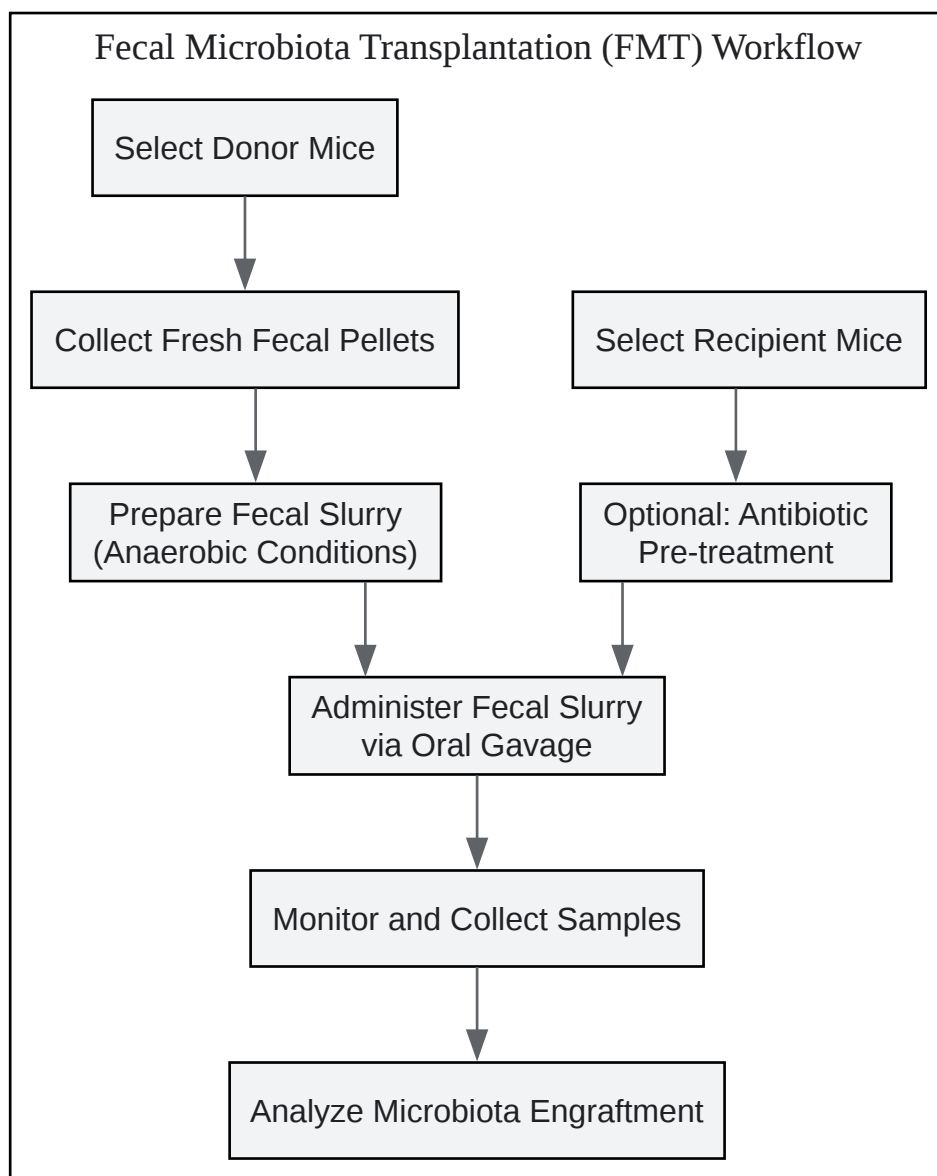 Fecal Microbiota Transplantation (FMT) Workflow
Select Donor Mice
Collect Fresh Fecal Pellets
Select Recipient Mice
Prepare Fecal Slurry
(Anaerobic Conditions)
Optional: Antibiotic
Pre-treatment
Administer Fecal Slurry
via Oral Gavage
Monitor and Collect Samples
Analyze Microbiota Engraftment